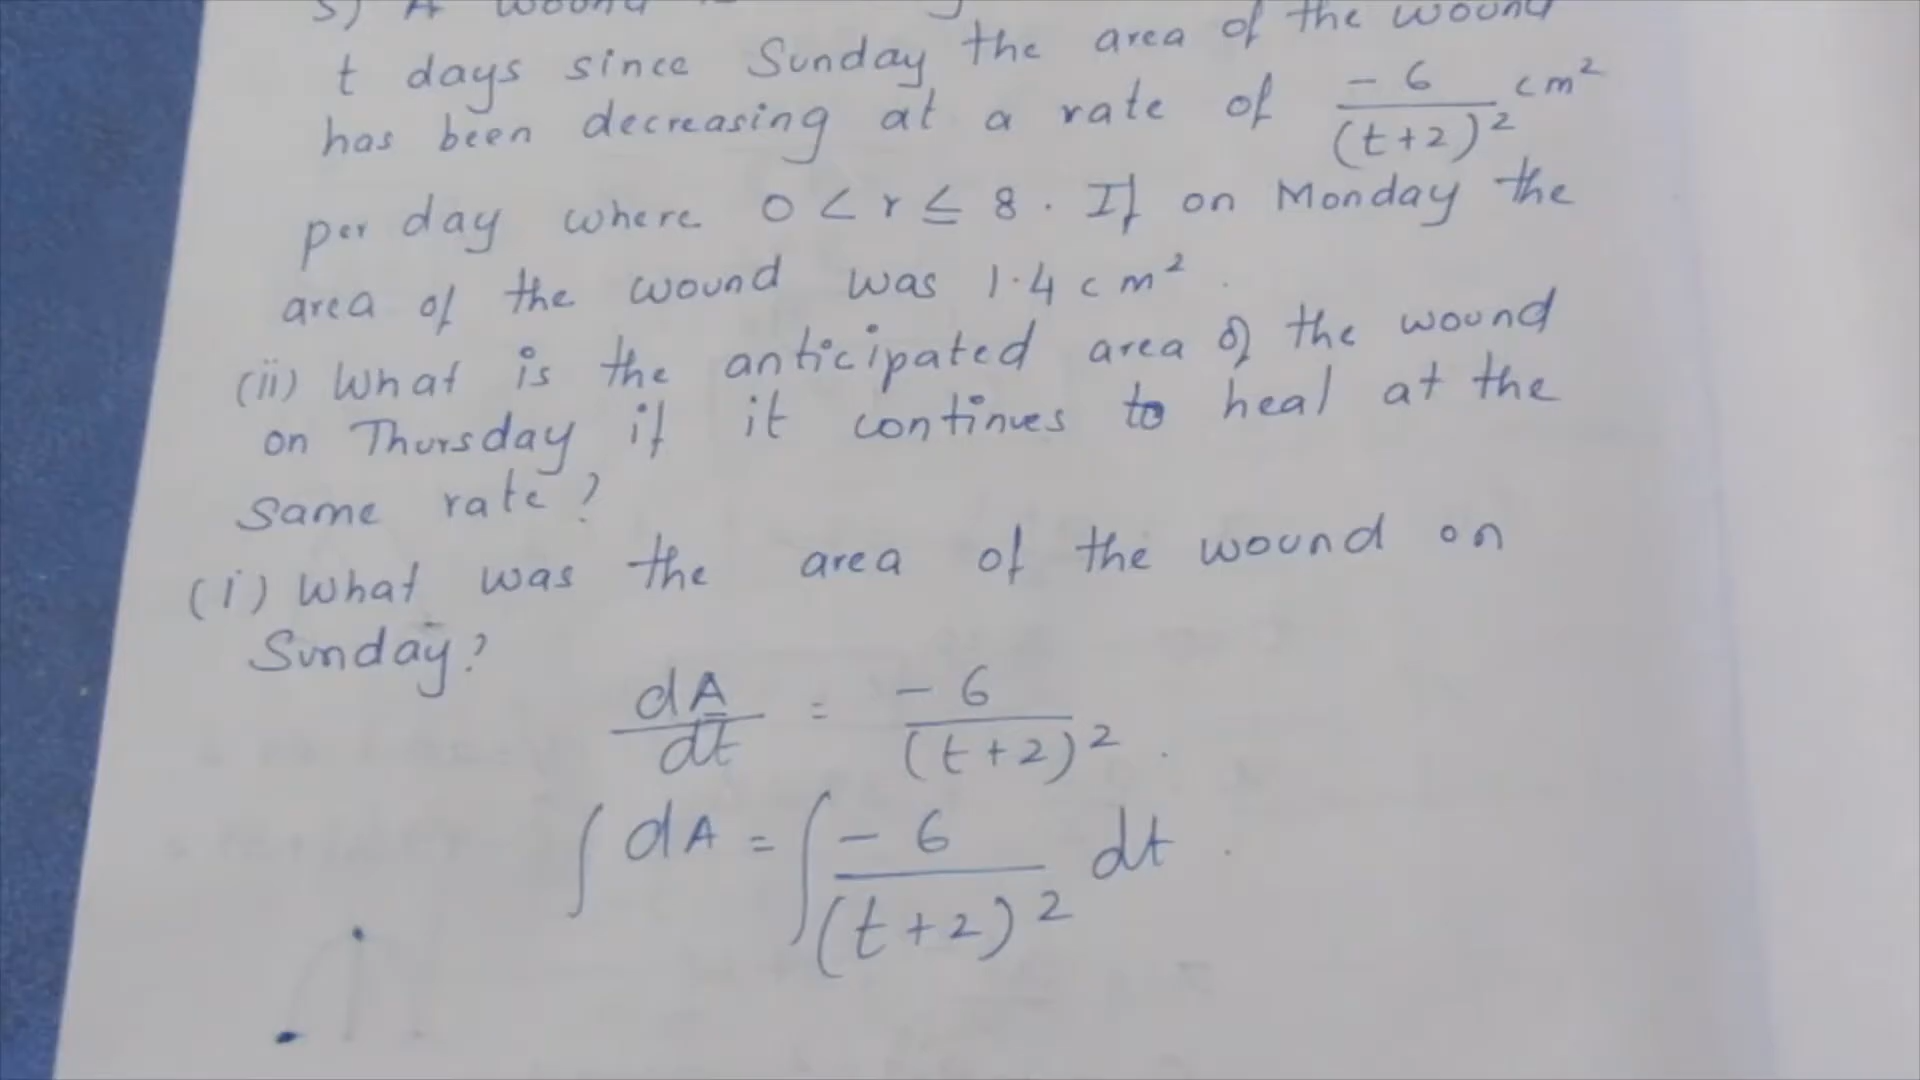 5) A wound
t days since Sunday the area of the wound
has been decreasing at a rate of -6/(t+2)² cm²
per day where 0<r≤8. If on Monday the
area of the wound was 1.4 cm².
(ii) What is the anticipated area of the wound
on Thursday if it continues to heal at the
same rate?
(i) What was the area of the wound on
Sunday?
dA/dt = -6/(t+2)².
∫ dA = ∫ -6/(t+2)² dt.